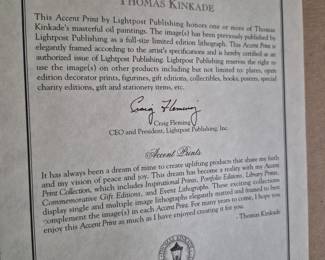 THOMAS KINKADE
This Accent Print by Lightpost Publishing honors one or more of Thomas
Kinkade's masterful oil paintings. The image(s) has been previously published by
Lightpost Publishing as a full-size limited edition lithograph. This Accent Print is
elegantly framed according to the artist's specifications and is hereby certified as an
authorized issue of Lightpost Publishing. Lightpost Publishing reserves the right to
use the image(s) on other products including but not limited to: plates, open
edition decorator prints, figurines, gift editions, collectibles, books, posters, special
charity editions, gift and stationery items, etc.
Craig Fleming
Craig Fleming
CEO and President, Lightpost Publishing, Inc.
Accent Prints
It has always been a dream of mine to create uplifting products that share my faith
and my vision of peace and joy. This dream has become a reality with my Accent
Print Collection, which includes Inspirational Prints, Portfolio Editions, Library Prints,
Commemorative Gift Editions, and Event Lithographs. These exciting collections
display single and multiple image lithographs elegantly matted and framed to best
complement the image(s) in each Accent Print. For many years to come, I hope you
enjoy this Accent Print as much as I have enjoyed creating it for you.
-Thomas Kinkade
THOMAS KINKADE